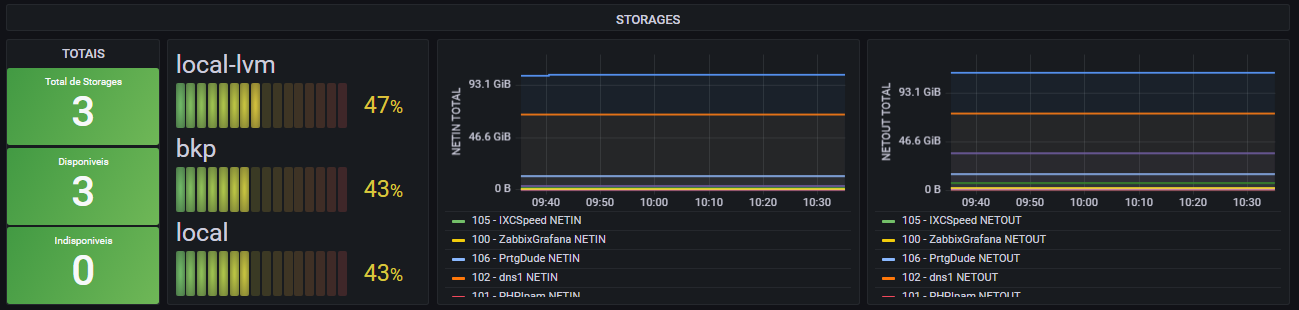 STORAGES
TOTAIS
Total de Storages
3
Disponiveis
3
Indisponiveis
0
local-lvm
47%
bkp
43%
local
43%
NETIN TOTAL
93.1 GiB
46.6 GiB
0 B
09:40 09:50 10:00 10:10 10:20 10:30
105 - IXCSpeed NETIN
100 - ZabbixGrafana NETIN
106 - PrtgDude NETIN
102 - dns1 NETIN
101 - PHPIpam NETIN
NETOUT TOTAL
93.1 GiB
46.6 GiB
0 B
09:40 09:50 10:00 10:10 10:20 10:30
105 - IXCSpeed NETOUT
100 - ZabbixGrafana NETOUT
106 - PrtgDude NETOUT
102 - dns1 NETOUT
101 - PHPIpam NETOUT